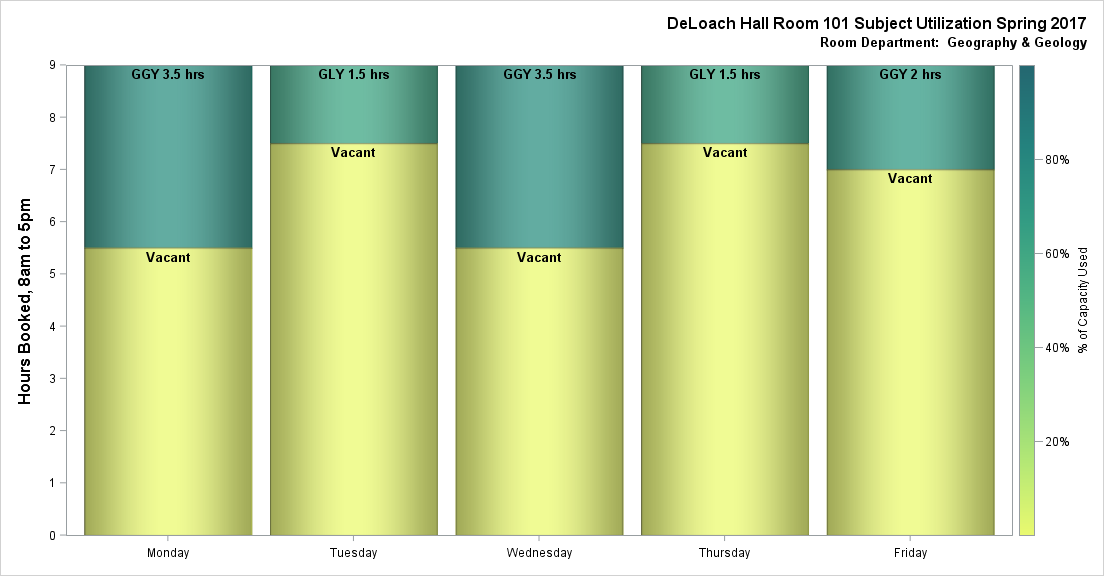 DeLoach Hall Room 101 Subject Utilization Spring 2017
Room Department:  Geography & Geology
Hours Booked, 8am to 5pm
9
8
7
6
5
4
3
2
1
0
GGY 3.5 hrs
Vacant
GLY 1.5 hrs
Vacant
GGY 3.5 hrs
Vacant
GLY 1.5 hrs
Vacant
GGY 2 hrs
Vacant
Monday
Tuesday
Wednesday
Thursday
Friday
80%
60%
40%
20%
% of Capacity Used